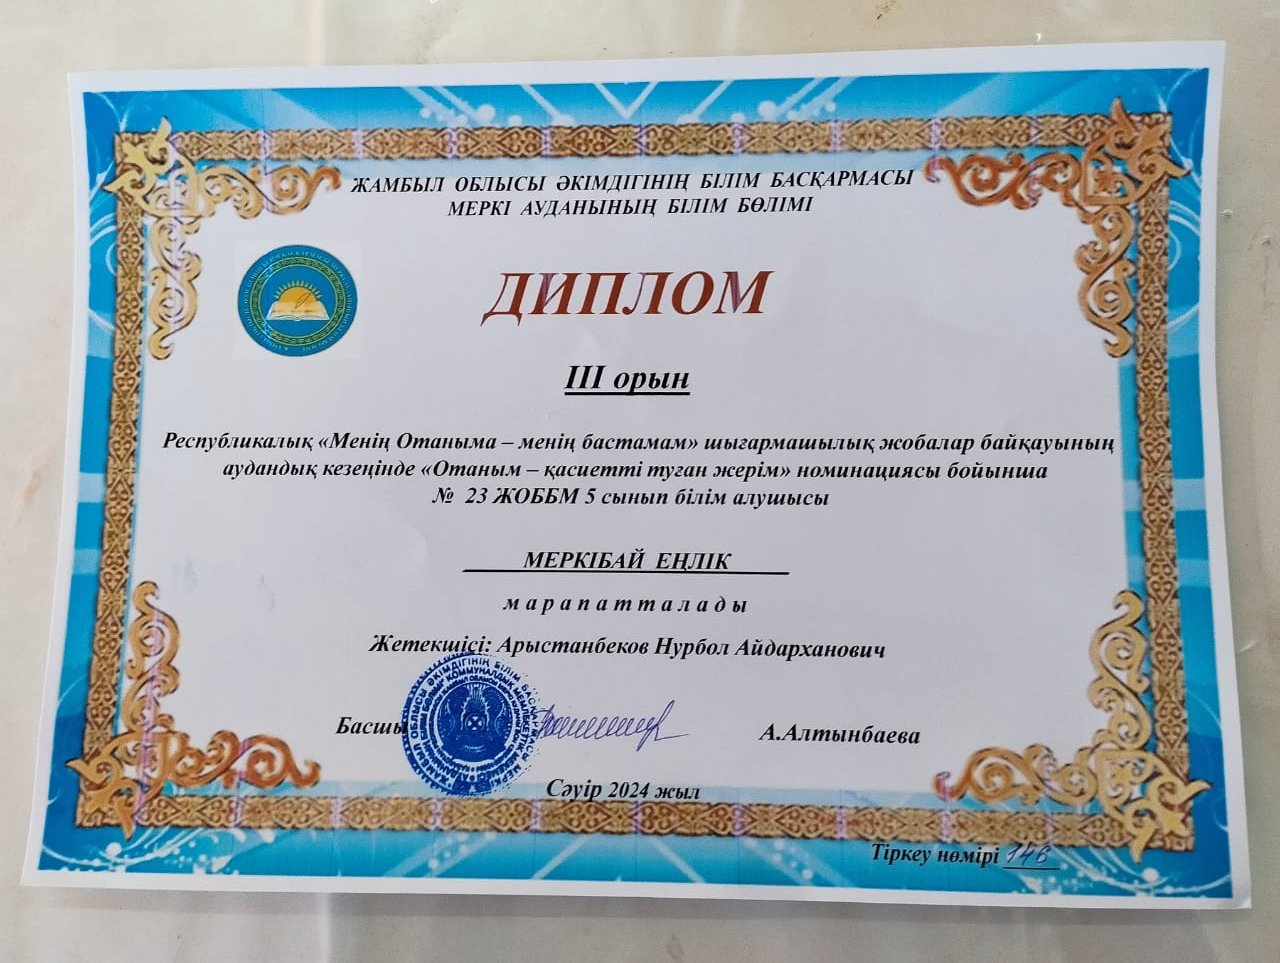 ЖАМБЫЛ ОБЛЫСЫ ӘКІМДІГІНІҢ БІЛІМ БАСҚАРМАСЫ
МЕРКІ АУДАНЫНЫҢ БІЛІМ БӨЛІМІ
ДИПЛОМ
ІІІ орын
Республикалық «Менің Отаныма – менің бастамам» шығармашылық жобалар байқауының
аудандық кезеңінде «Отаным – қасиетті туған жерім» номинациясы бойынша
№ 23 ЖОББМ 5 сынып білім алушысы
МЕРКІБАЙ ЕҢЛІК
марапатталады
Жетекшісі: Арыстанбеков Нурбол Айдарханович
Басшы А.Алтынбаева
Сәуір 2024 жыл
Тіркеу нөмірі